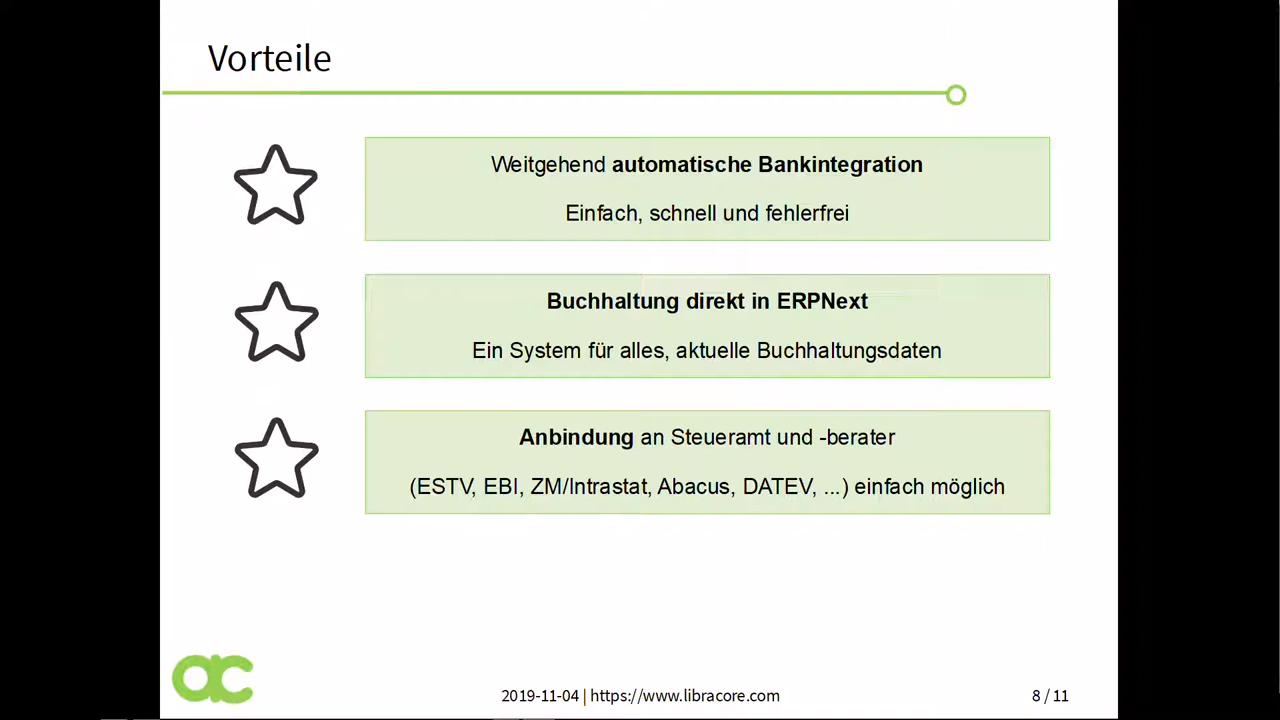 Vorteile
Weitgehend automatische Bankintegration
Einfach, schnell und fehlerfrei
Buchhaltung direkt in ERPNext
Ein System für alles, aktuelle Buchhaltungsdaten
Anbindung an Steueramt und -berater
(ESTV, EBI, ZM/Intrastat, Abacus, DATEV, ...) einfach möglich
ac
2019-11-04 | https://www.libracore.com
8 / 11